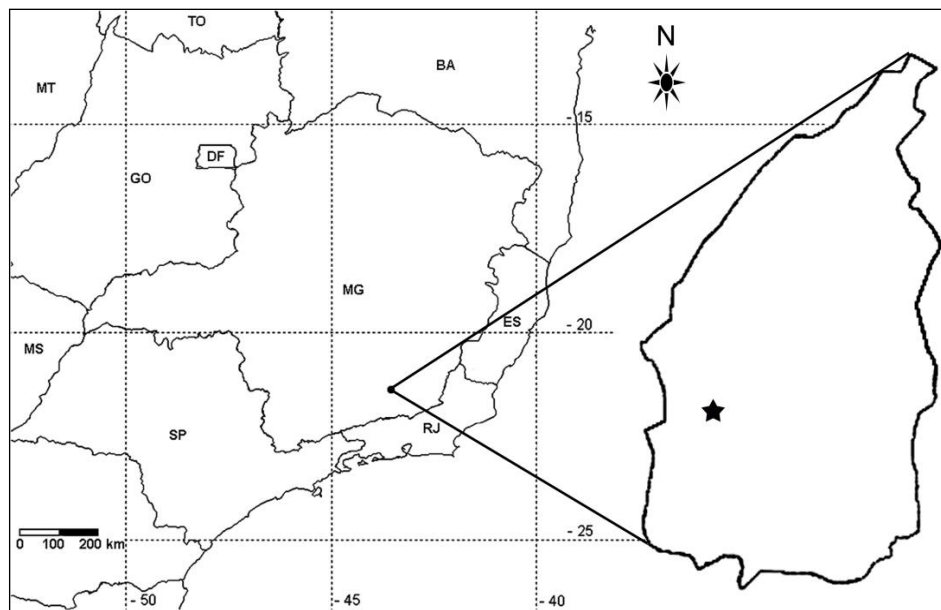 TO
N
BA
MT
- 15
DF
GO
MG
ES
- 20
MS
RJ
SP
0 100 200 km
- 25
- 50
- 45
- 40